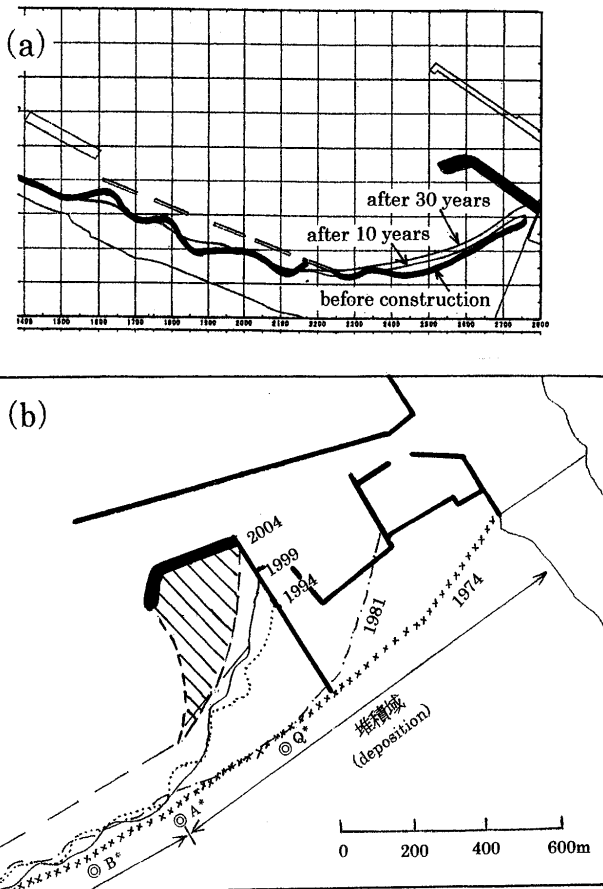 (a)
after 30 years
after 10 years
before construction
1400 1500 1600 1700 1800 1900 2000 2100 2200 2300 2400 2500 2600 2700 2800
(b)
2004
1999
1994
1981
1974
堆積域
(deposition)
Q*
A*
B*
0 200 400 600m